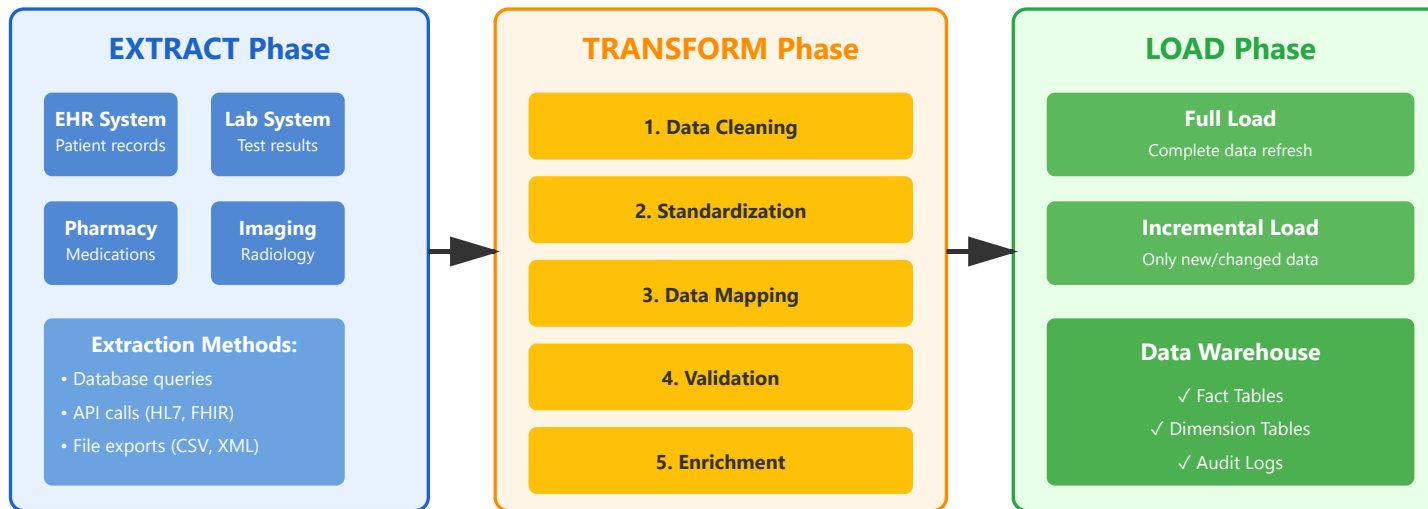 EXTRACT Phase
EHR System
Patient records
Lab System
Test results
Pharmacy
Medications
Imaging
Radiology
Extraction Methods:
• Database queries
• API calls (HL7, FHIR)
• File exports (CSV, XML)
TRANSFORM Phase
1. Data Cleaning
2. Standardization
3. Data Mapping
4. Validation
5. Enrichment
LOAD Phase
Full Load
Complete data refresh
Incremental Load
Only new/changed data
Data Warehouse
✓ Fact Tables
✓ Dimension Tables
✓ Audit Logs